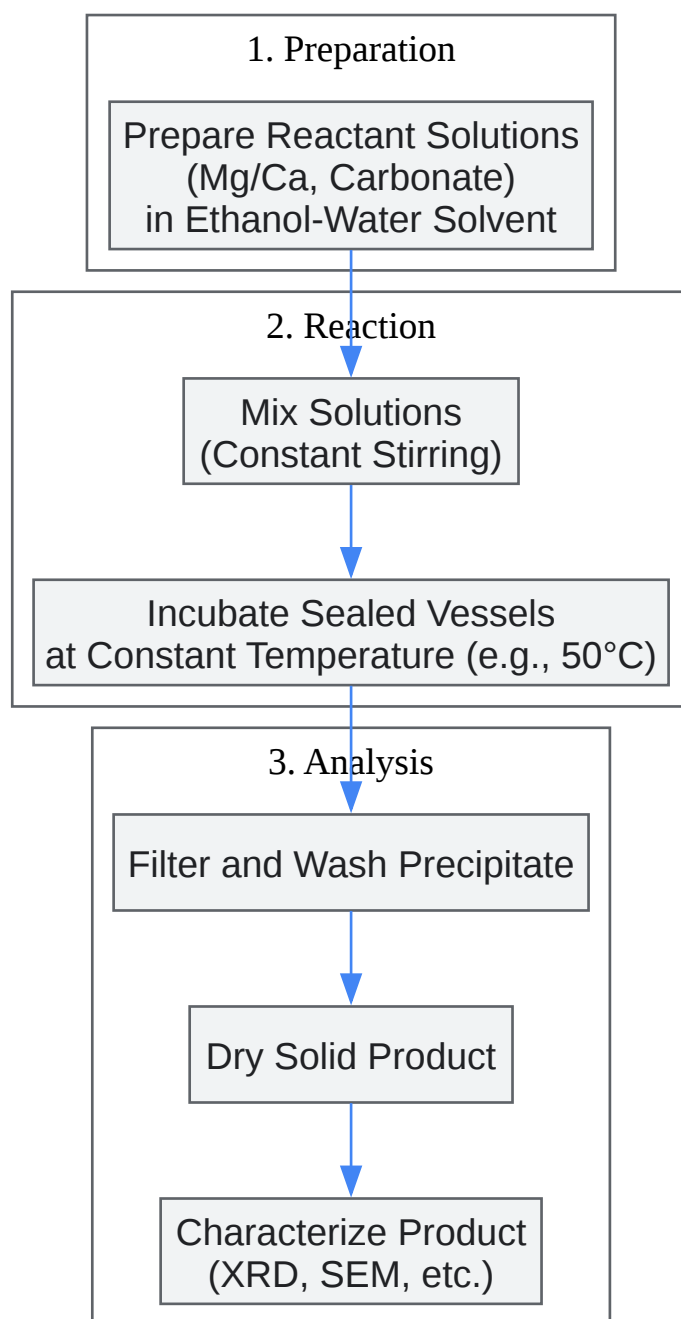 1. Preparation
Prepare Reactant Solutions
(Mg/Ca, Carbonate)
in Ethanol-Water Solvent
2. Reaction
Mix Solutions
(Constant Stirring)
Incubate Sealed Vessels
at Constant Temperature (e.g., 50°C)
3. Analysis
Filter and Wash Precipitate
Dry Solid Product
Characterize Product
(XRD, SEM, etc.)